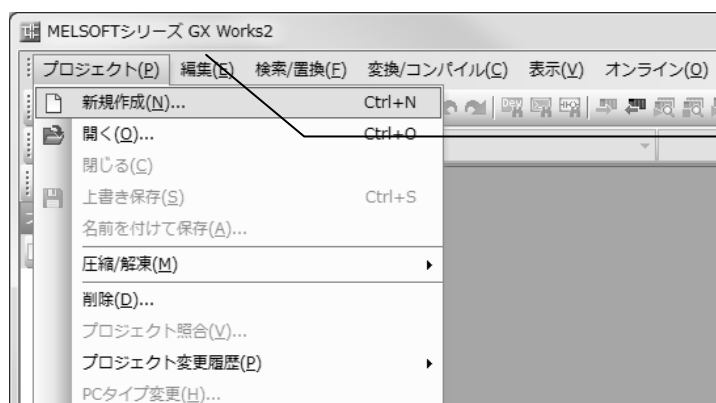 MELSOFTシリーズ GX Works2
プロジェクト(P) 編集(E) 検索/置換(F) 変換/コンパイル(C) 表示(V) オンライン(O)
新規作成(N)... Ctrl+N
開く(O)... Ctrl+O
閉じる(C)
上書き保存(S) Ctrl+S
名前を付けて保存(A)...
圧縮/解凍(M)
削除(D)...
プロジェクト照合(V)...
プロジェクト変更履歴(P)
PCタイプ変更(H)...